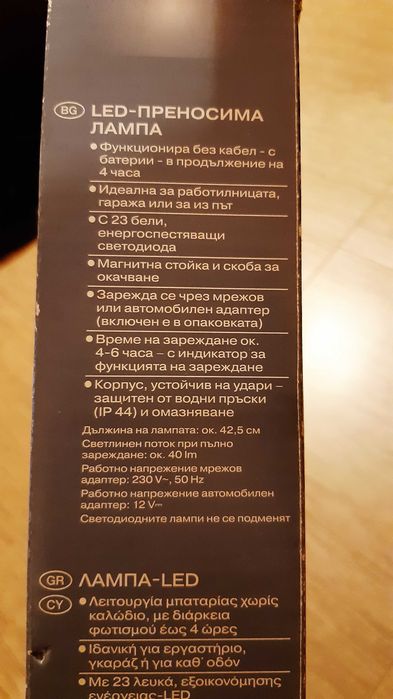 BG LED-ПРЕНОСИМА
ЛАМПА
• Функционира без кабел - с
батерии - в продължение на
4 часа
• Идеална за работилницата,
гаража или за из път
• С 23 бели,
енергоспестяващи
светодиода
• Магнитна стойка и скоба за
окачване
• Зарежда се чрез мрежов
или автомобилен адаптер
(включен е в опаковката)
• Време на зареждане ок.
4-6 часа – с индикатор за
функцията на зареждане
• Корпус, устойчив на удари –
защитен от водни пръски
(IP 44) и омазняване
Дължина на лампата: ок. 42,5 см
Светлинен поток при пълно
зареждане: ок. 40 lm
Работно напрежение мрежов
адаптер: 230 V~, 50 Hz
Работно напрежение автомобилен
адаптер: 12 V⎓
Светодиодните лампи не се подменят
GR ΛΑΜΠΑ-LED
CY • Λειτουργία μπαταρίας χωρίς
καλώδιο, με διάρκεια
φωτισμού έως 4 ώρες
• Ιδανική για εργαστήριο,
γκαράζ ή για καθ' οδόν
• Με 23 λευκά, εξοικονόμησης
ενέργειας-LED